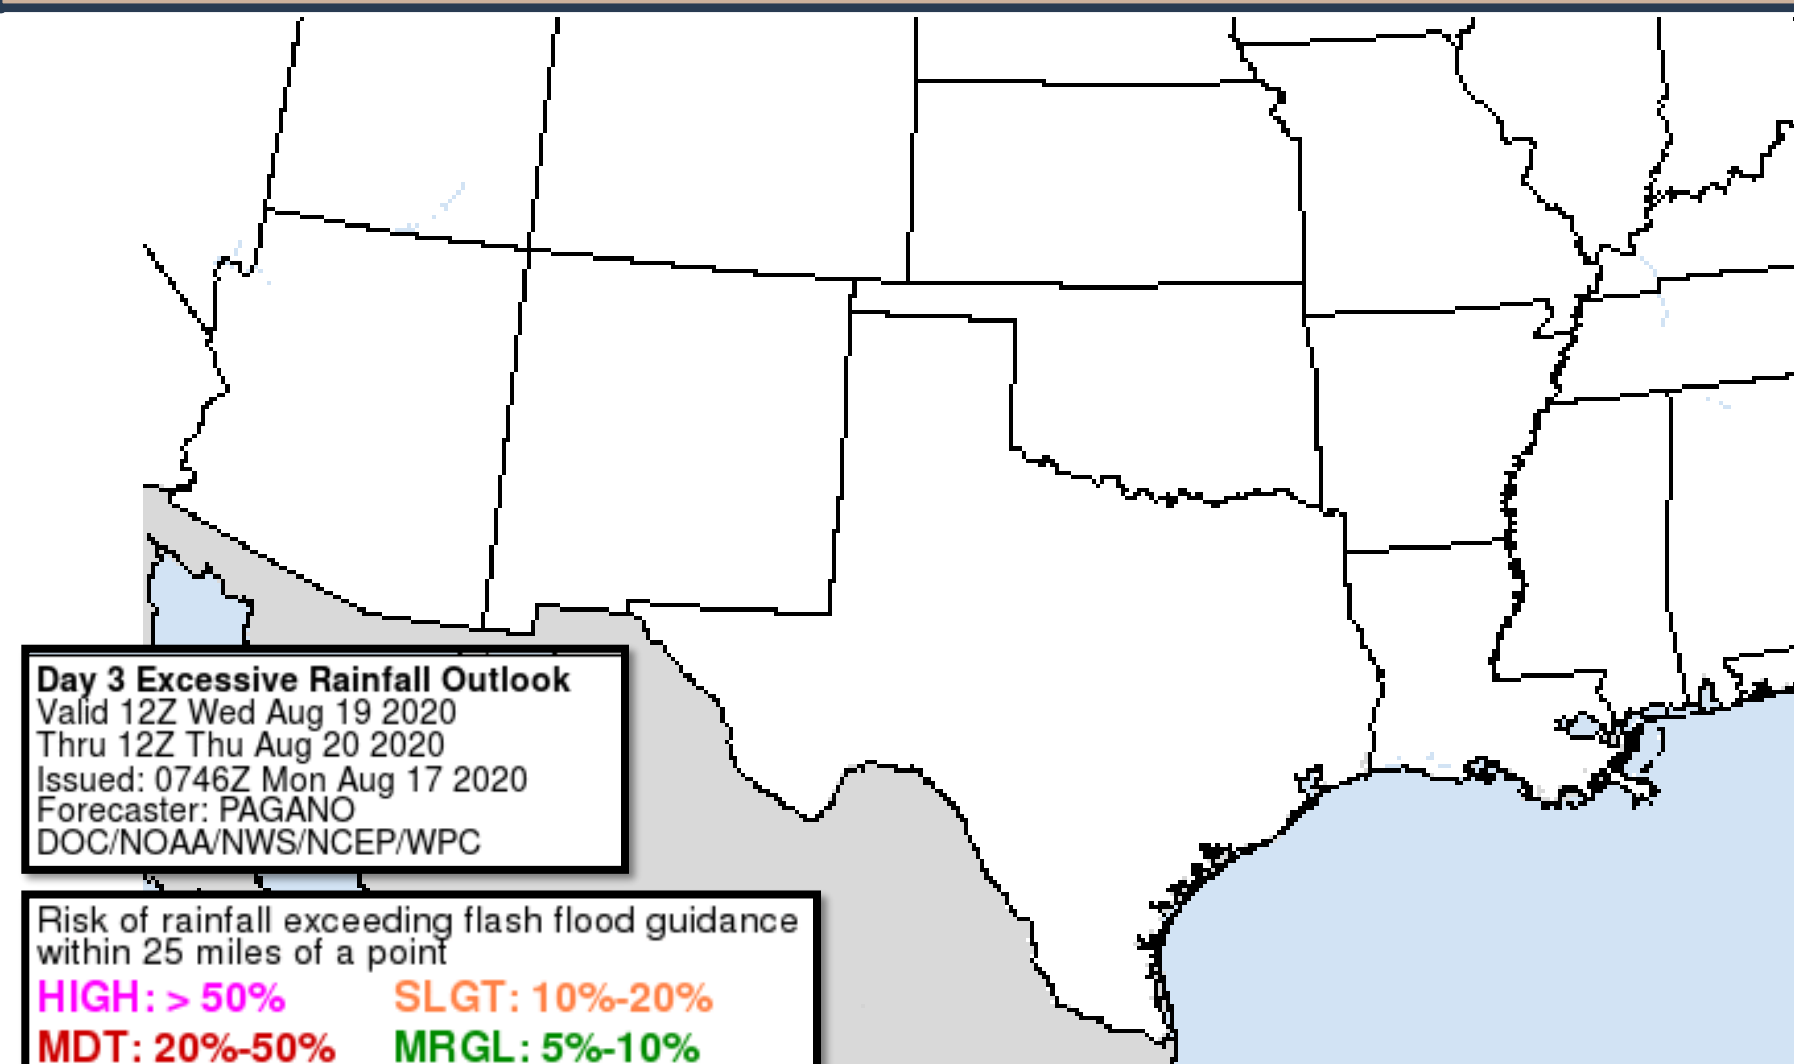 Day 3 Excessive Rainfall Outlook
Valid 12Z Wed Aug 19 2020
Thru 12Z Thu Aug 20 2020
Issued: 0746Z Mon Aug 17 2020
Forecaster: PAGANO
DOC/NOAA/NWS/NCEP/WPC
Risk of rainfall exceeding flash flood guidance
within 25 miles of a point
HIGH: > 50% SLGT: 10%-20%
MDT: 20%-50% MRGL: 5%-10%